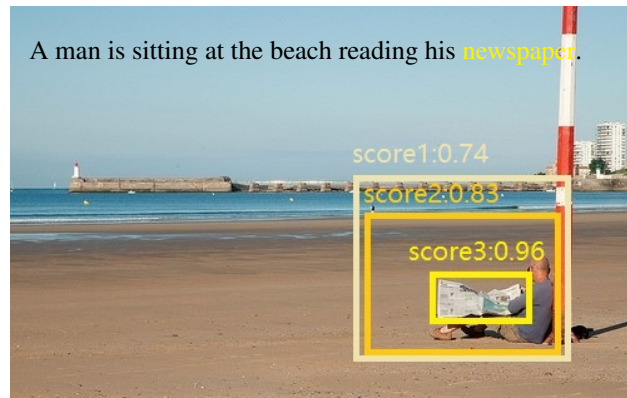 A man is sitting at the beach reading his newspaper.
score1:0.74
score2:0.83
score3:0.96